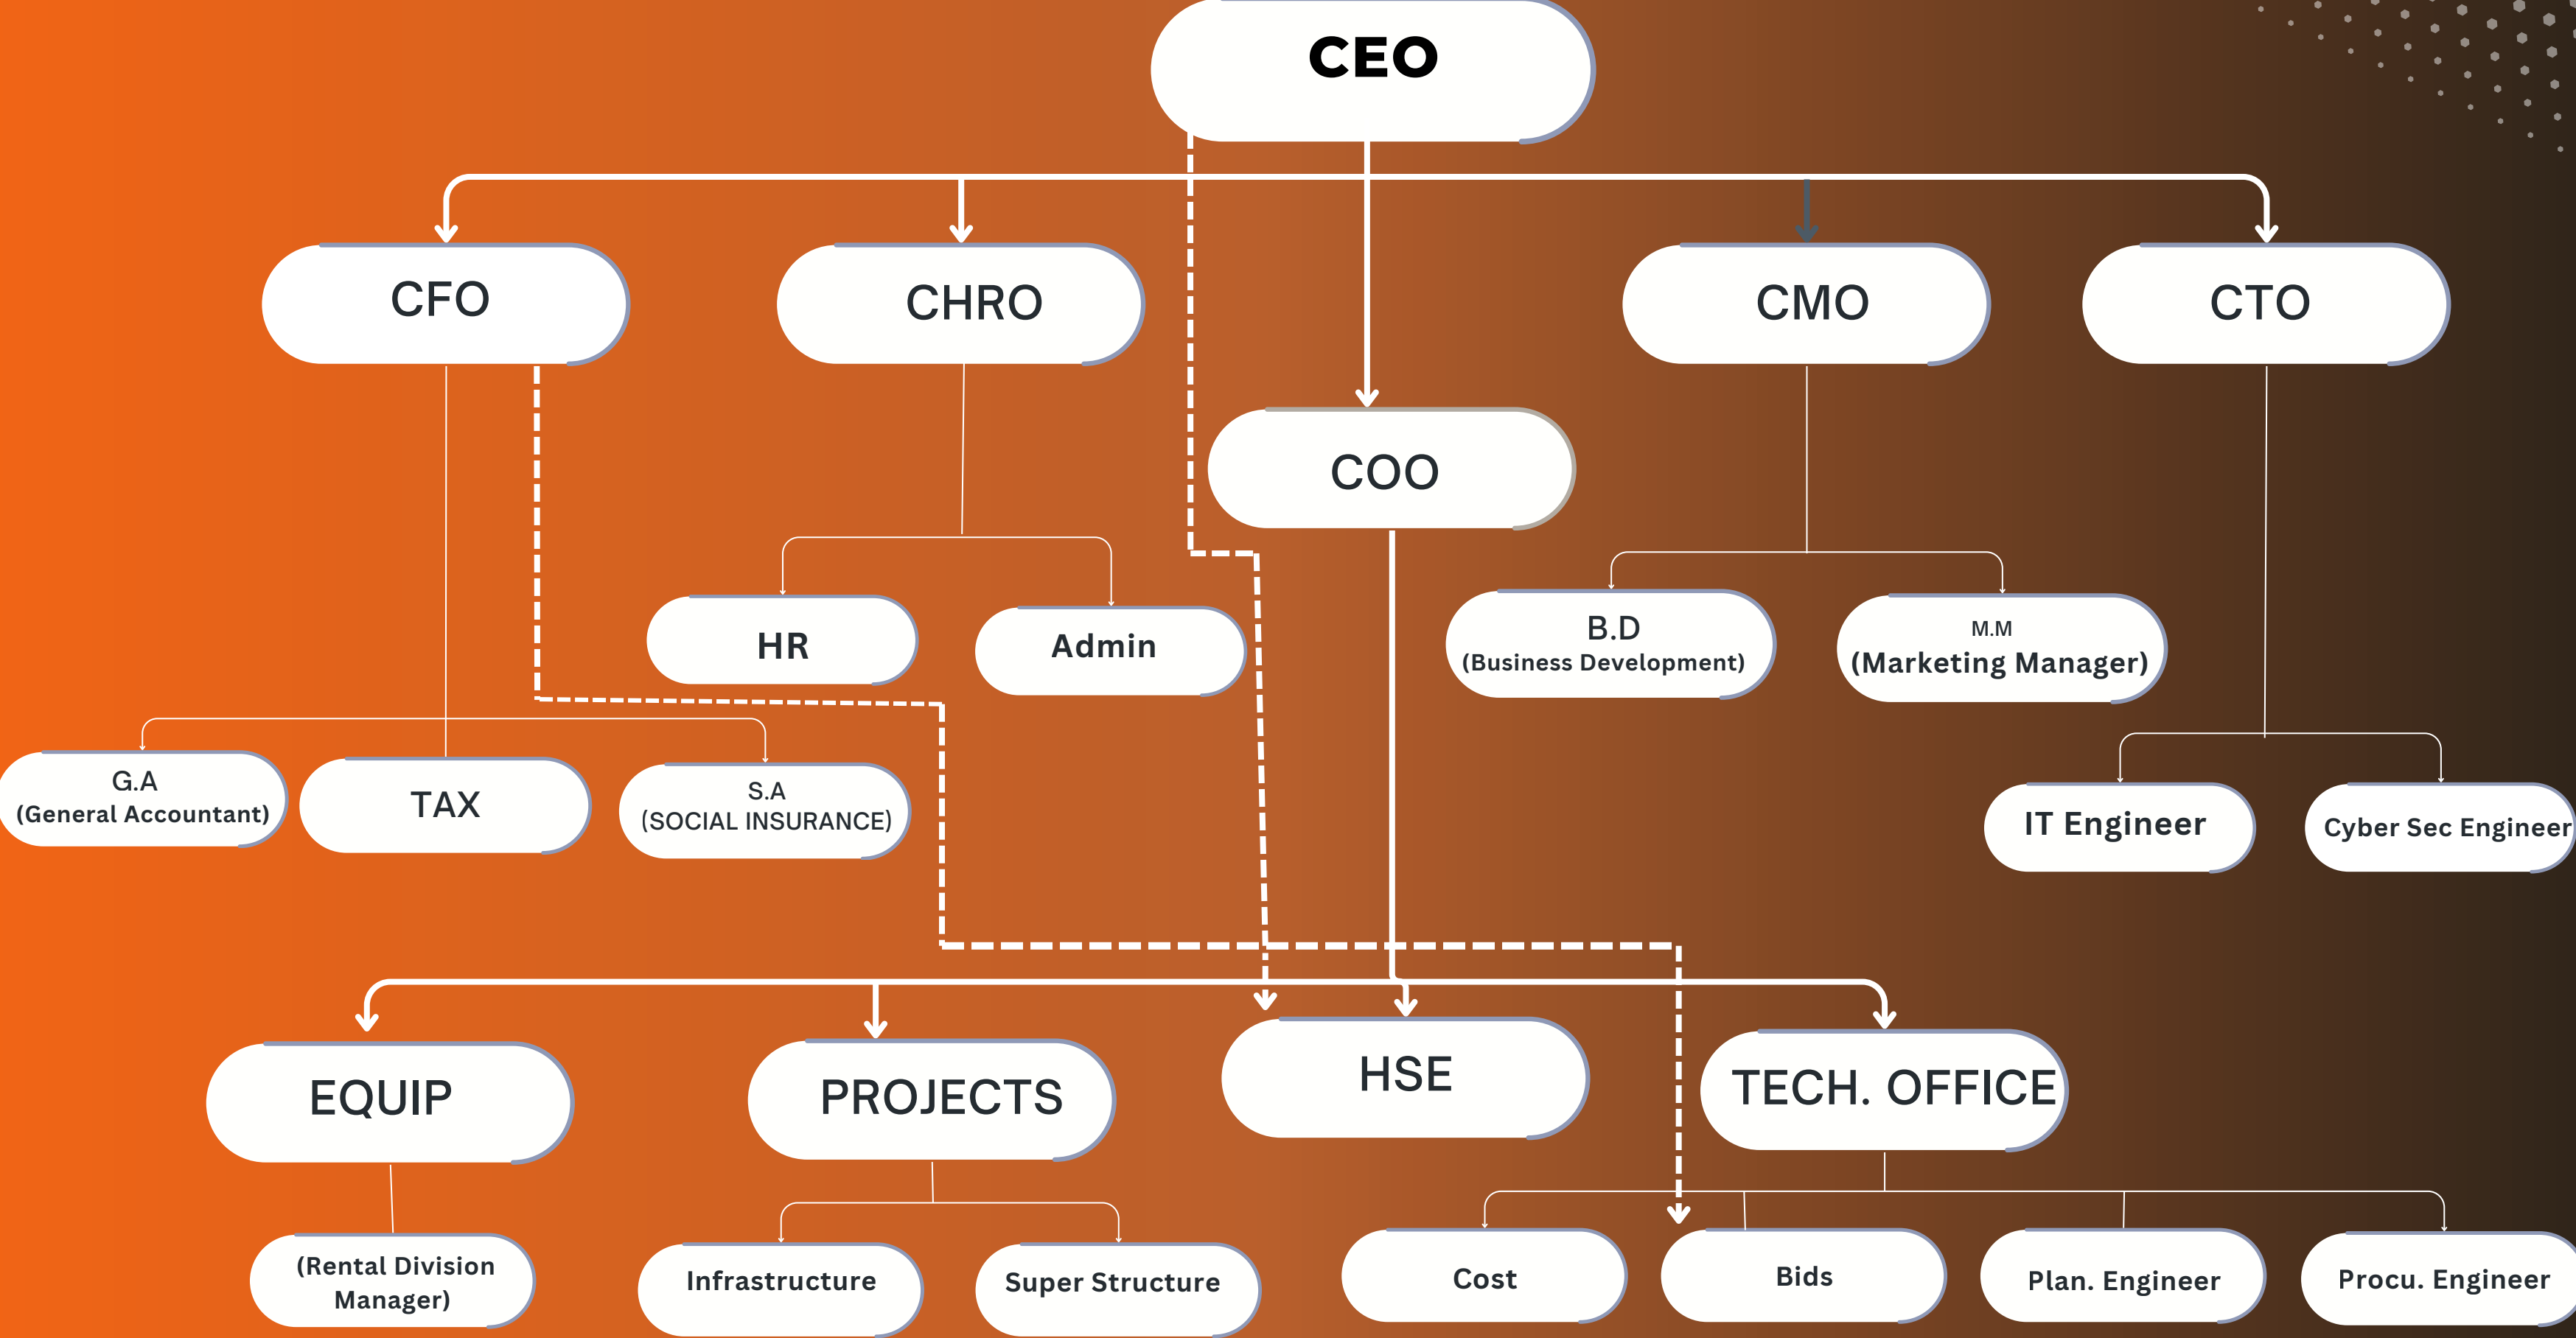 CEO
CFO
CHRO
CMO
CTO
COO
HR
Admin
B.D
(Business Development)
M.M
(Marketing Manager)
G.A
(General Accountant)
TAX
S.A
(SOCIAL INSURANCE)
IT Engineer
Cyber Sec Engineer
EQUIP
PROJECTS
HSE
TECH. OFFICE
(Rental Division
Manager)
Infrastructure
Super Structure
Cost
Bids
Plan. Engineer
Procu. Engineer